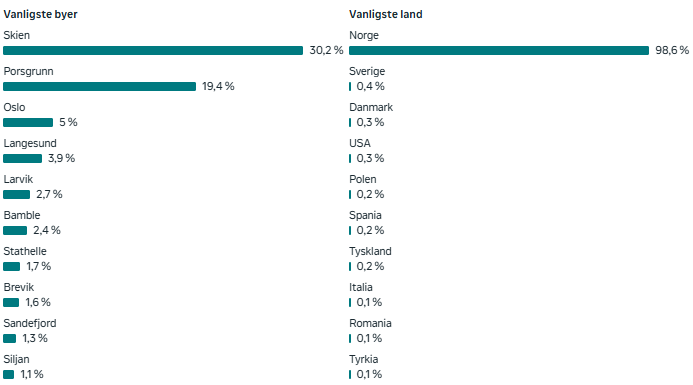 Vanligste byer
Skien
30,2 %
Porsgrunn
19,4 %
Oslo
5 %
Langesund
3,9 %
Larvik
2,7 %
Bamble
2,4 %
Stathelle
1,7 %
Brevik
1,6 %
Sandefjord
1,3 %
Siljan
1,1 %
Vanligste land
Norge
98,6 %
Sverige
0,4 %
Danmark
0,3 %
USA
0,3 %
Polen
0,2 %
Spania
0,2 %
Tyskland
0,2 %
Italia
0,1 %
Romania
0,1 %
Tyrkia
0,1 %